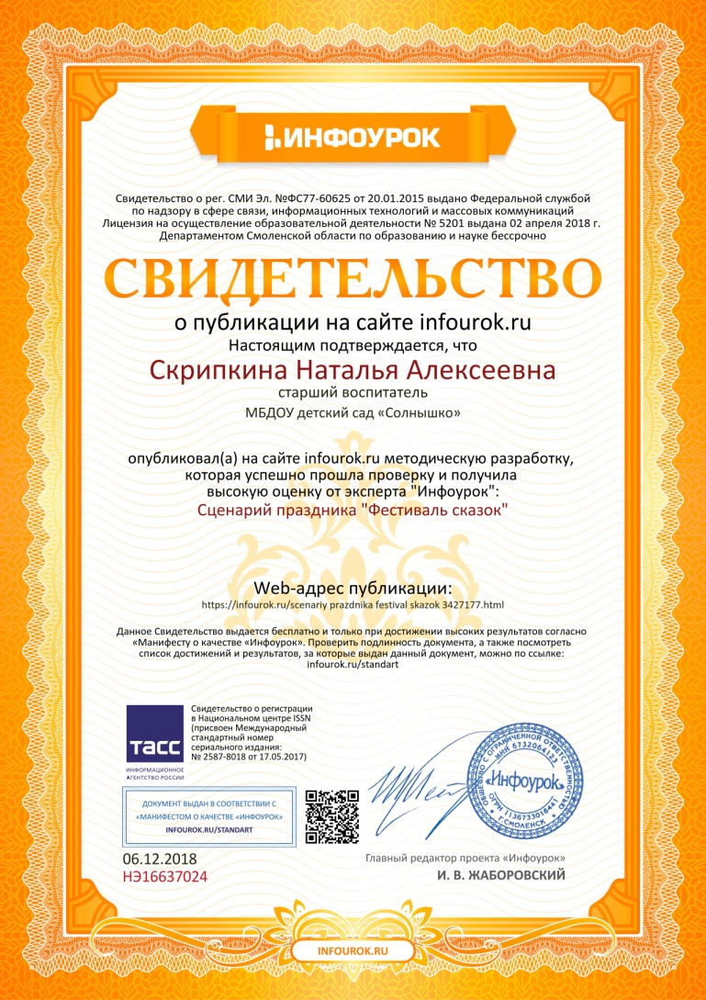 ИНФОУРОК
Свидетельство о рег. СМИ Эл. №ФС77-60625 от 20.01.2015 выдано Федеральной службой
по надзору в сфере связи, информационных технологий и массовых коммуникаций
Лицензия на осуществление образовательной деятельности № 5201 выдана 02 апреля 2018 г.
Департаментом Смоленской области по образованию и науке бессрочно
СВИДЕТЕЛЬСТВО
о публикации на сайте infourok.ru
Настоящим подтверждается, что
Скрипкина Наталья Алексеевна
старший воспитатель
МБДОУ детский сад «Солнышко»
опубликовал(а) на сайте infourok.ru методическую разработку,
которая успешно прошла проверку и получила
высокую оценку от эксперта "Инфоурок":
Сценарий праздника "Фестиваль сказок"
Web-адрес публикации:
https://infourok.ru/scenariy prazdnika festival skazok 3427177.html
Данное Свидетельство выдается бесплатно и только при достижении высоких результатов согласно
«Манифесту о качестве «Инфоурок». Проверить подлинность документа, а также посмотреть
список достижений и результатов, за которые выдан данный документ, можно по ссылке:
infourok.ru/standart
ТАСС
ИНФОРМАЦИОННОЕ
АГЕНТСТВО РОССИИ
Свидетельство о регистрации
в Национальном центре ISSN
(присвоен Международный
стандартный номер
сериального издания:
№ 2587-8018 от 17.05.2017)
ДОКУМЕНТ ВЫДАН В СООТВЕТСТВИИ С
«МАНИФЕСТОМ О КАЧЕСТВЕ «ИНФОУРОК»
INFOUROK.RU/STANDART
ОБЩЕСТВО С ОГРАНИЧЕННОЙ ОТВЕТСТВЕННОСТЬЮ
ИНН 6732064123
«Инфоурок»
ОГРН 1136733016441
Г.СМОЛЕНСК
06.12.2018
НЭ16637024
Главный редактор проекта «Инфоурок»
И. В. ЖАБОРОВСКИЙ
INFOUROK.RU